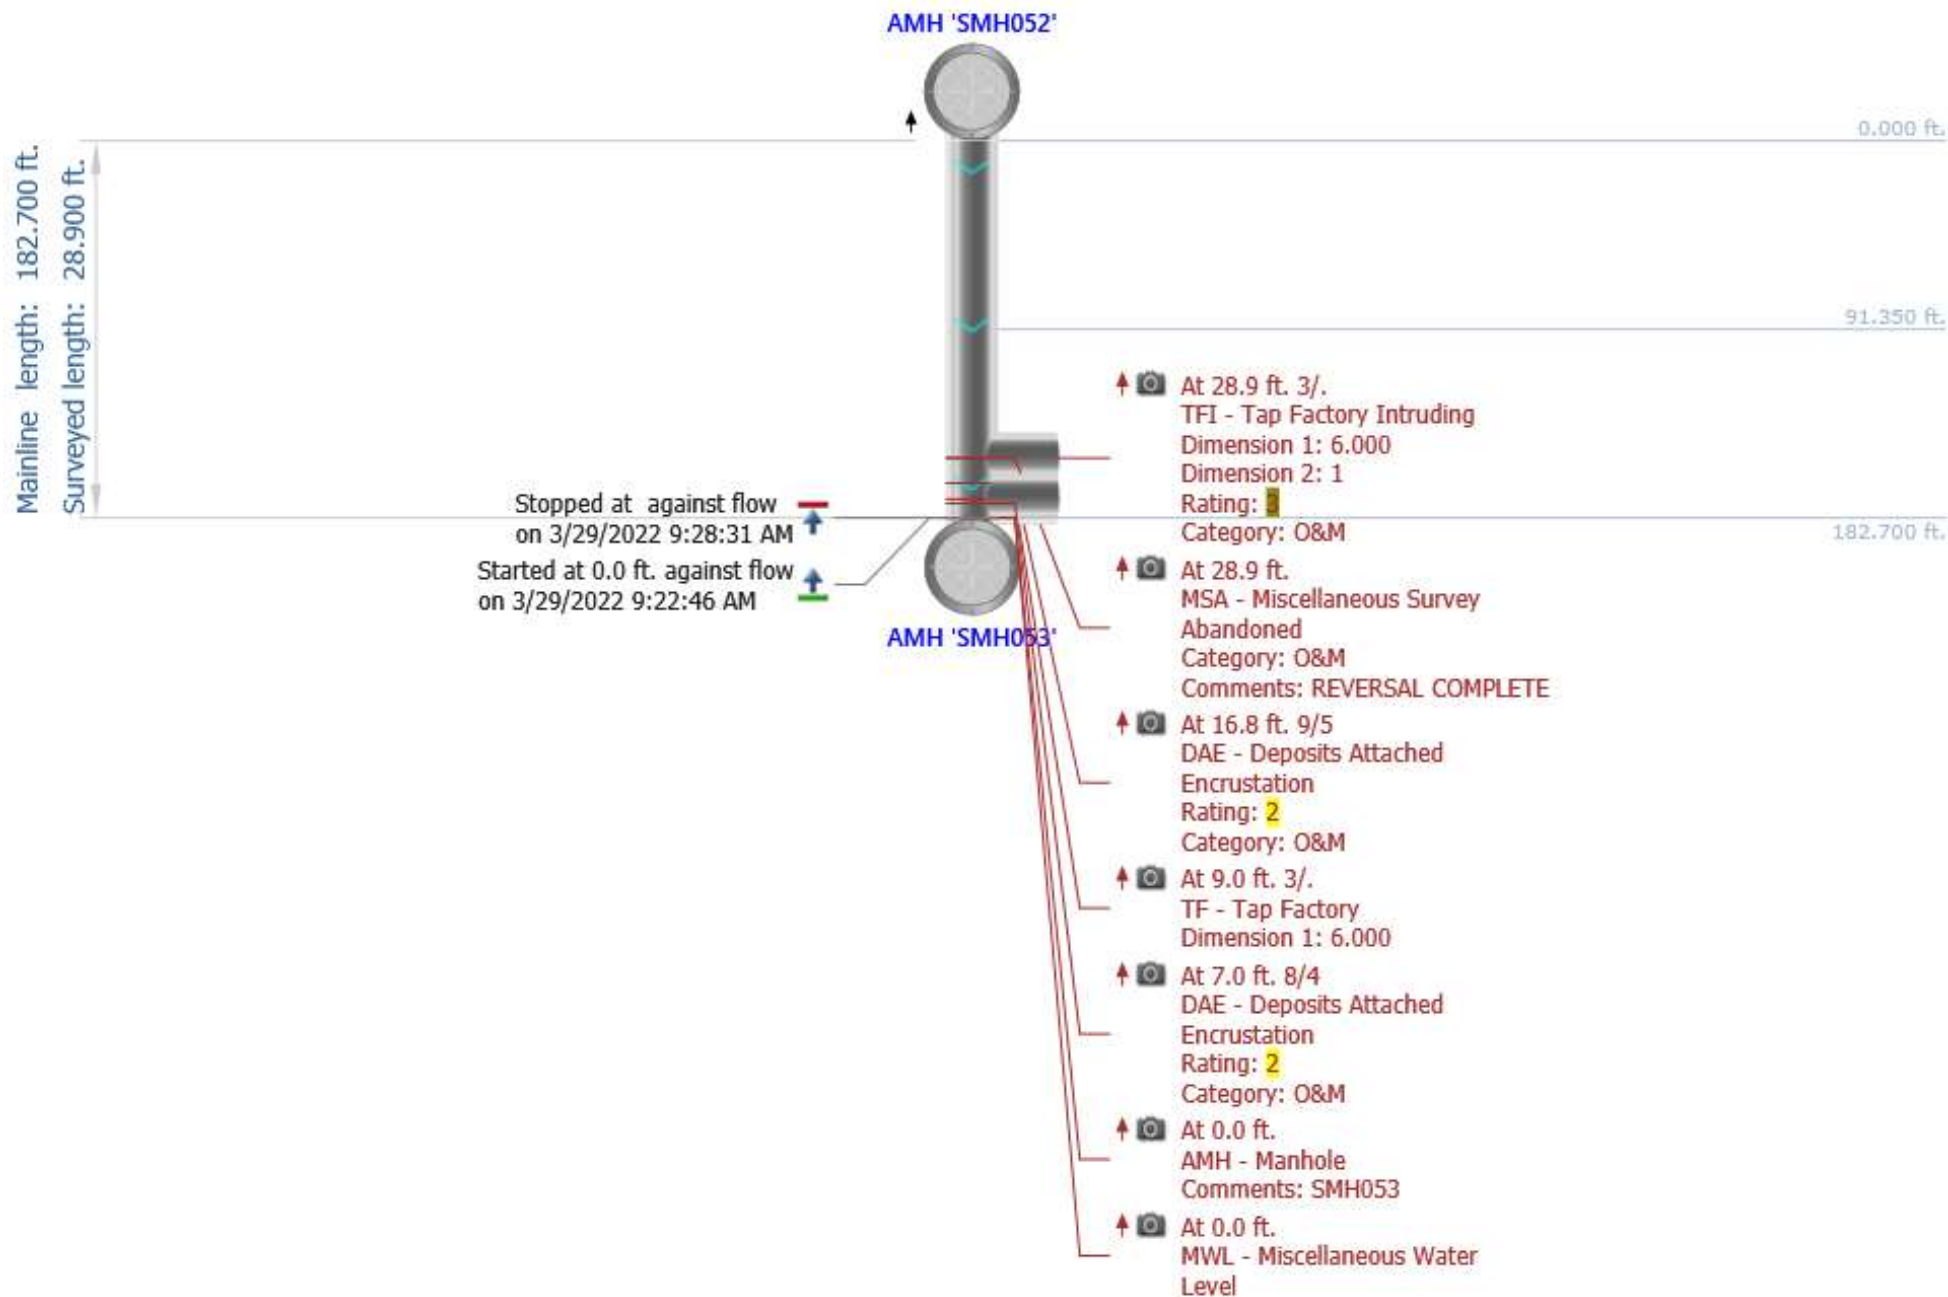 AMH 'SMH052'
0.000 ft.
Mainline length: 182.700 ft.
Surveyed length: 28.900 ft.
91.350 ft.
At 28.9 ft. 3/.
TFI - Tap Factory Intruding
Dimension 1: 6.000
Dimension 2: 1
Rating: 3
Category: O&M
182.700 ft.
Stopped at against flow
on 3/29/2022 9:28:31 AM
Started at 0.0 ft. against flow
on 3/29/2022 9:22:46 AM
AMH 'SMH053'
At 28.9 ft.
MSA - Miscellaneous Survey
Abandoned
Category: O&M
Comments: REVERSAL COMPLETE
At 16.8 ft. 9/5
DAE - Deposits Attached
Encrustation
Rating: 2
Category: O&M
At 9.0 ft. 3/.
TF - Tap Factory
Dimension 1: 6.000
At 7.0 ft. 8/4
DAE - Deposits Attached
Encrustation
Rating: 2
Category: O&M
At 0.0 ft.
AMH - Manhole
Comments: SMH053
At 0.0 ft.
MWL - Miscellaneous Water
Level